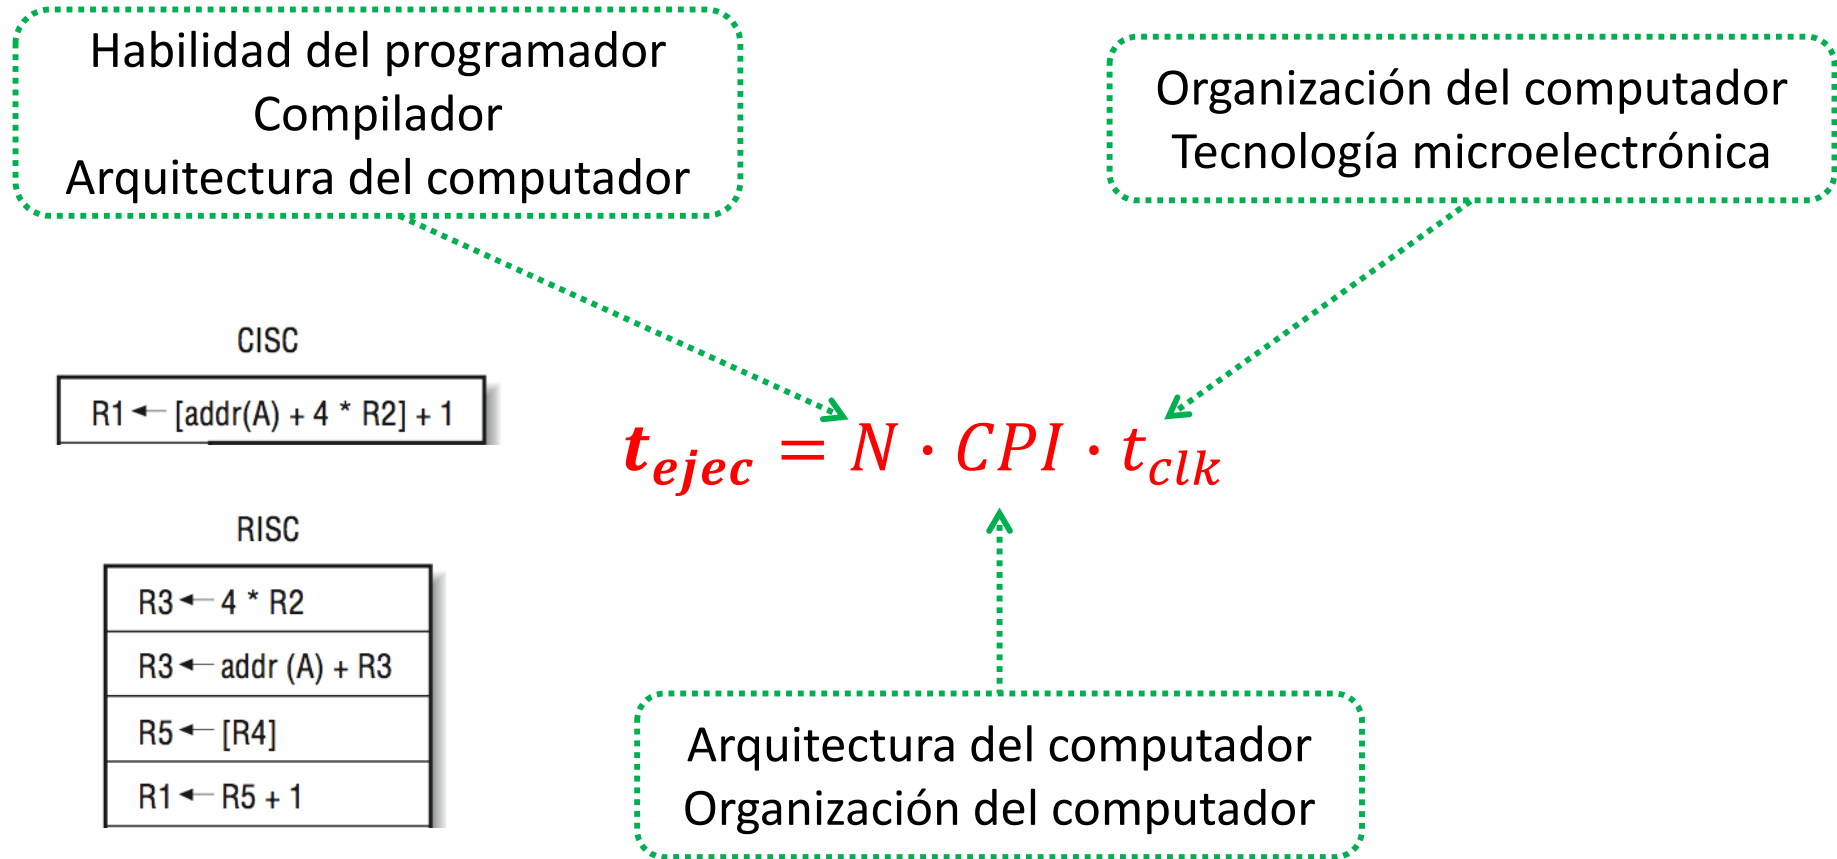 Habilidad del programador
Compilador
Arquitectura del computador
Organización del computador
Tecnología microelectrónica
CISC
R1 ← [addr(A) + 4 * R2] + 1
t_ejec = N · CPI · t_clk
RISC
R3 ← 4 * R2
R3 ← addr (A) + R3
R5 ← [R4]
R1 ← R5 + 1
Arquitectura del computador
Organización del computador